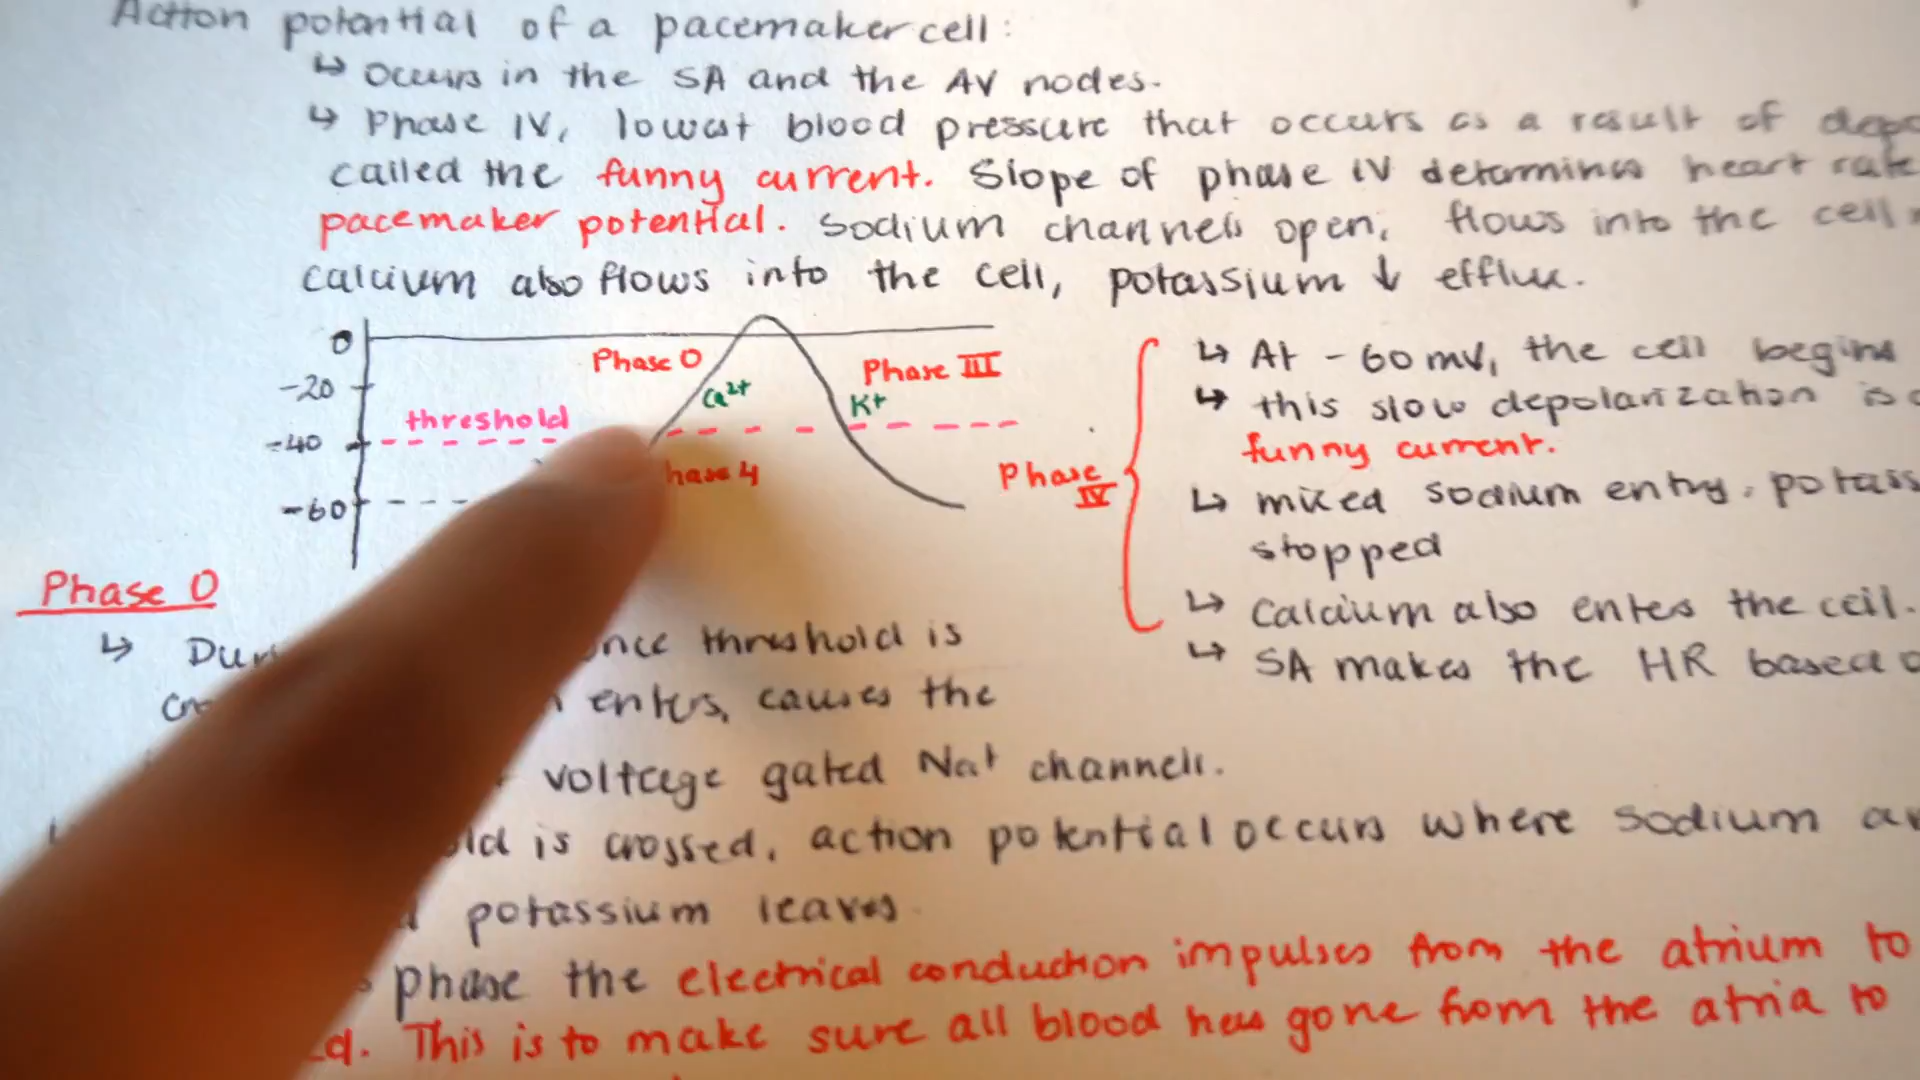 Action potential of a pacemaker cell:
↳ Occurs in the SA and the AV nodes.
↳ Phase IV, lowest blood pressure that occurs as a result of
called the funny current. Slope of phase IV determines heart rate
pacemaker potential. Sodium channels open, flows into the cell
calcium also flows into the cell, potassium ↓ efflux.
0
-20
-40
-60
threshold
Phase 0
Ca2+
Phase III
K+
hase 4
Phase IV
↳ At -60 mV, the cell begins
↳ this slow depolarization is
funny current.
↳ mixed sodium entry, potass
stopped
↳ Calcium also enters the cell.
↳ SA makes the HR based
Phase 0
↳ Dur once threshold is
enters, causes the
voltage gated Na+ channels.
old is crossed, action potential occurs where sodium
potassium leaves
phase the electrical conduction impulses from the atrium to
This is to make sure all blood has gone from the atria to